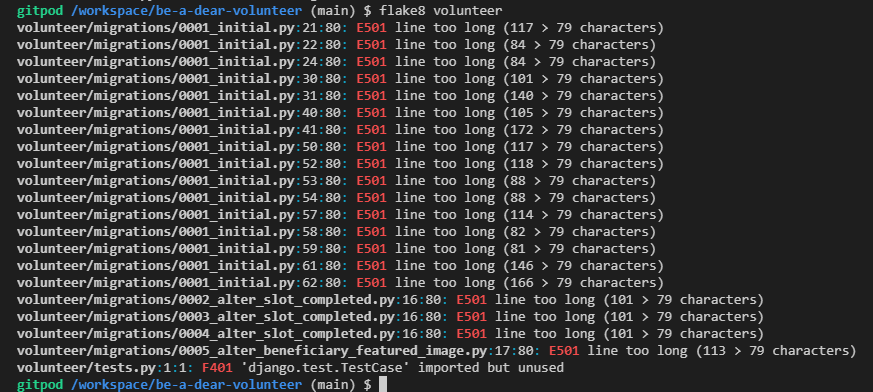 gitpod /workspace/be-a-dear-volunteer (main) $ flake8 volunteer
volunteer/migrations/0001_initial.py:21:80: E501 line too long (117 > 79 characters)
volunteer/migrations/0001_initial.py:22:80: E501 line too long (84 > 79 characters)
volunteer/migrations/0001_initial.py:24:80: E501 line too long (84 > 79 characters)
volunteer/migrations/0001_initial.py:30:80: E501 line too long (101 > 79 characters)
volunteer/migrations/0001_initial.py:31:80: E501 line too long (140 > 79 characters)
volunteer/migrations/0001_initial.py:40:80: E501 line too long (105 > 79 characters)
volunteer/migrations/0001_initial.py:41:80: E501 line too long (172 > 79 characters)
volunteer/migrations/0001_initial.py:50:80: E501 line too long (117 > 79 characters)
volunteer/migrations/0001_initial.py:52:80: E501 line too long (118 > 79 characters)
volunteer/migrations/0001_initial.py:53:80: E501 line too long (88 > 79 characters)
volunteer/migrations/0001_initial.py:54:80: E501 line too long (88 > 79 characters)
volunteer/migrations/0001_initial.py:57:80: E501 line too long (114 > 79 characters)
volunteer/migrations/0001_initial.py:58:80: E501 line too long (82 > 79 characters)
volunteer/migrations/0001_initial.py:59:80: E501 line too long (81 > 79 characters)
volunteer/migrations/0001_initial.py:61:80: E501 line too long (146 > 79 characters)
volunteer/migrations/0001_initial.py:62:80: E501 line too long (166 > 79 characters)
volunteer/migrations/0002_alter_slot_completed.py:16:80: E501 line too long (101 > 79 characters)
volunteer/migrations/0003_alter_slot_completed.py:16:80: E501 line too long (101 > 79 characters)
volunteer/migrations/0004_alter_slot_completed.py:16:80: E501 line too long (101 > 79 characters)
volunteer/migrations/0005_alter_beneficiary_featured_image.py:17:80: E501 line too long (113 > 79 characters)
volunteer/tests.py:1:1: F401 'django.test.TestCase' imported but unused
gitpod /workspace/be-a-dear-volunteer (main) $